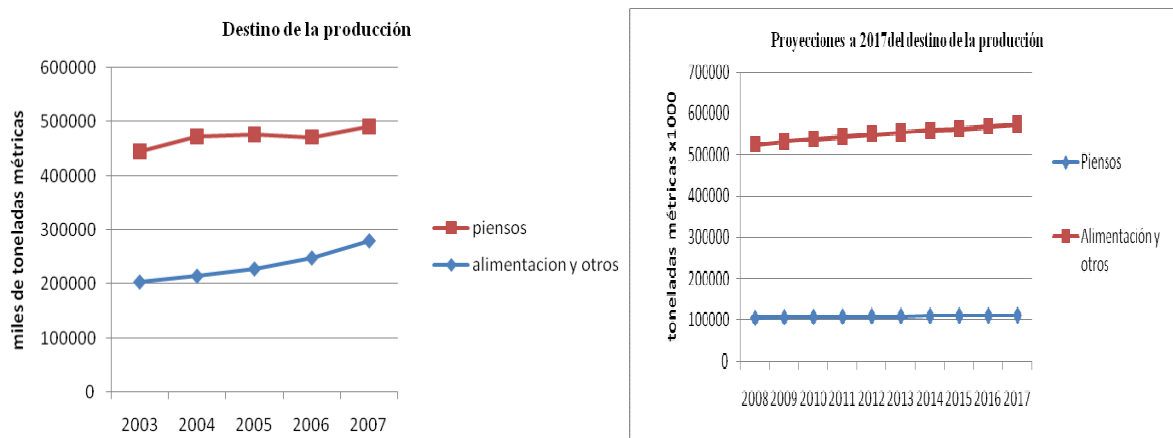 Destino de la producción
miles de toneladas métricas
600000
500000
400000
300000
200000
100000
0
2003 2004 2005 2006 2007
piensos
alimentacion y otros
Proyecciones a 2017del destino de la producción
toneladas métricas x1000
700000
600000
500000
400000
300000
200000
100000
0
2008 2009 2010 2011 2012 2013 2014 2015 2016 2017
Piensos
Alimentación y
otros